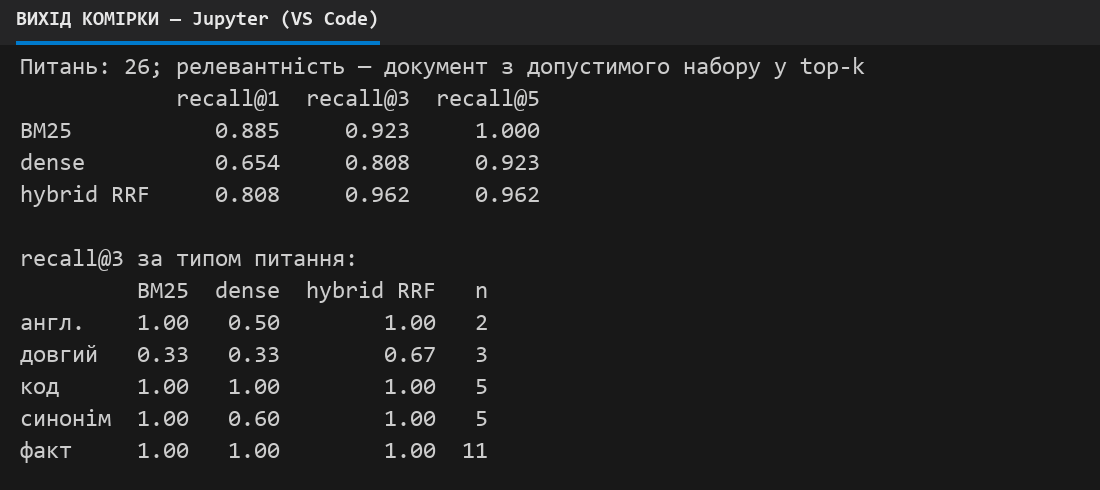 ВИХІД КОМІРКИ — Jupyter (VS Code)
Питань: 26; релевантність — документ з допустимого набору у top-k
recall@1 recall@3 recall@5
BM25 0.885 0.923 1.000
dense 0.654 0.808 0.923
hybrid RRF 0.808 0.962 0.962
recall@3 за типом питання:
BM25 dense hybrid RRF n
англ. 1.00 0.50 1.00 2
довгий 0.33 0.33 0.67 3
код 1.00 1.00 1.00 5
синонім 1.00 0.60 1.00 5
факт 1.00 1.00 1.00 11